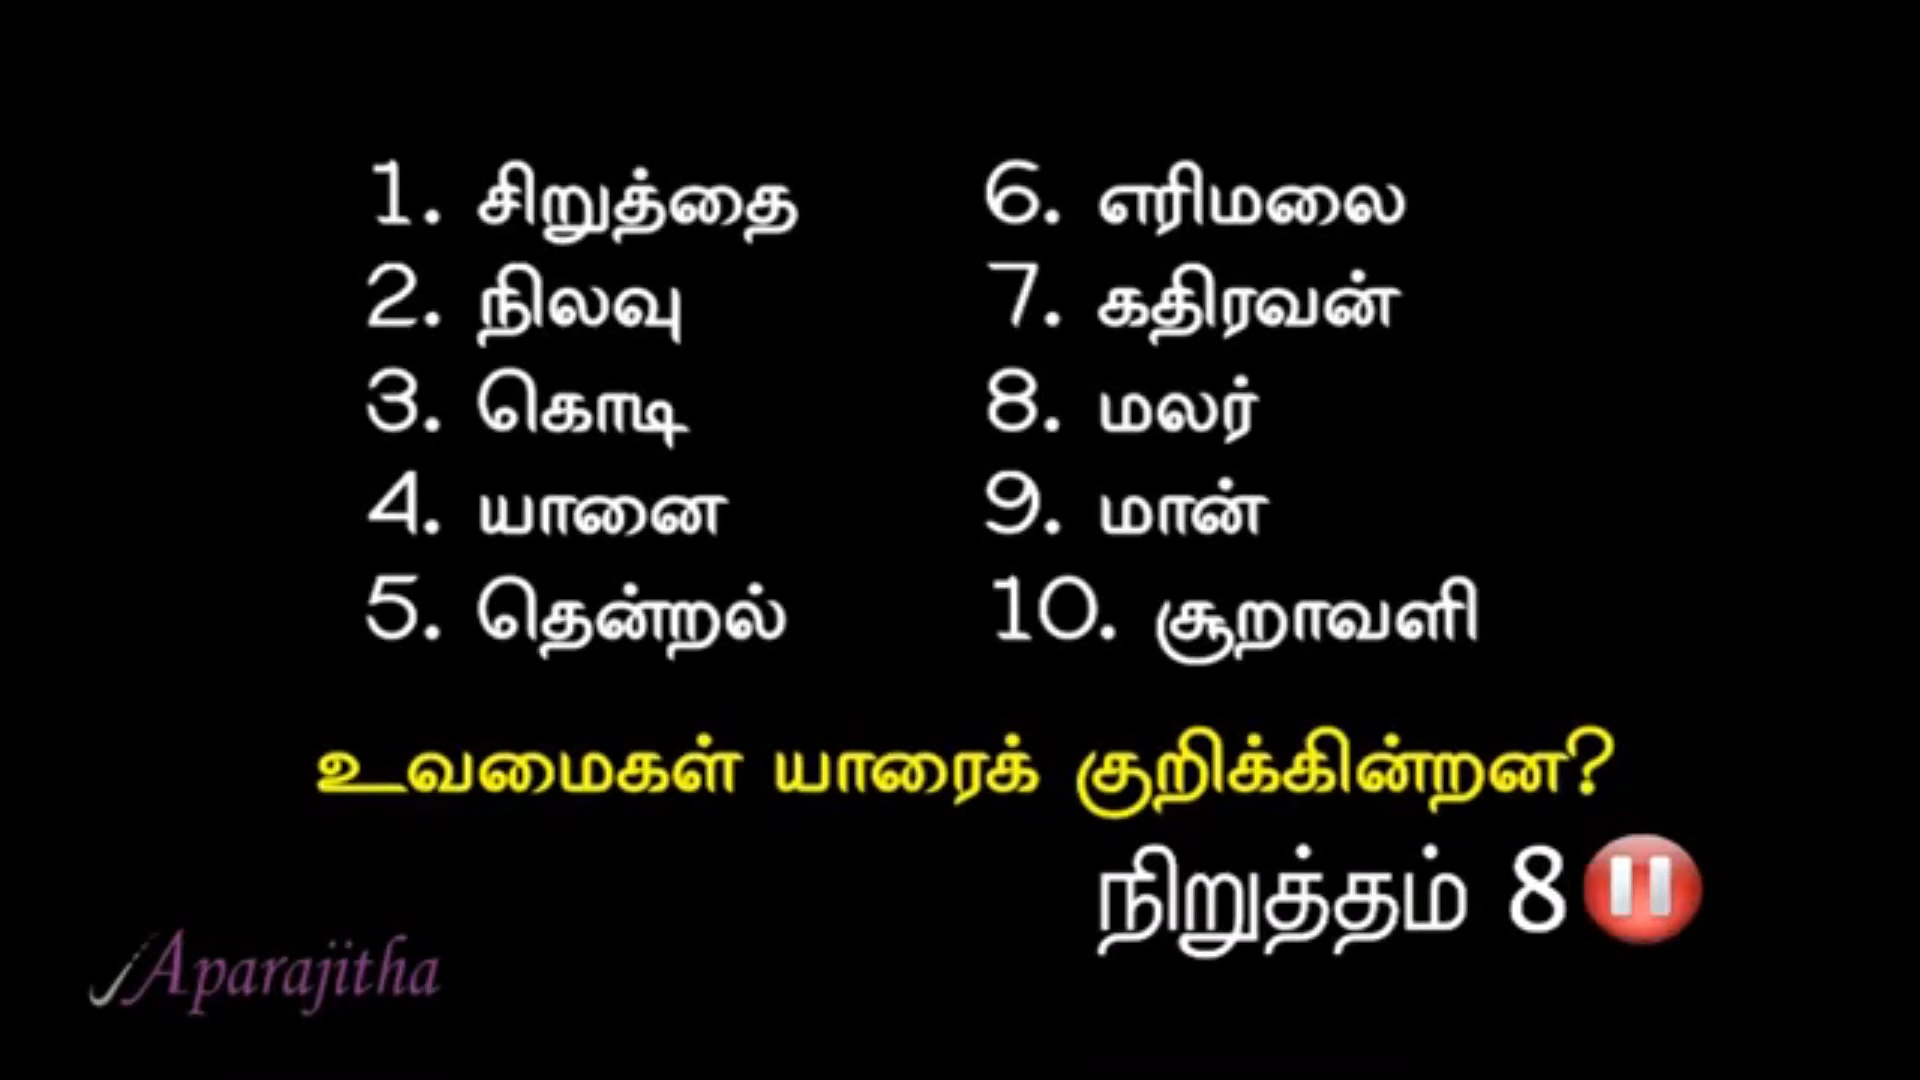 1. சிறுத்தை
2. நிலவு
3. கொடி
4. யானை
5. தென்றல்
6. எரிமலை
7. கதிரவன்
8. மலர்
9. மான்
10. சூறாவளி
உவமைகள் யாரைக் குறிக்கின்றன?
நிறுத்தம் 8
Aparajitha